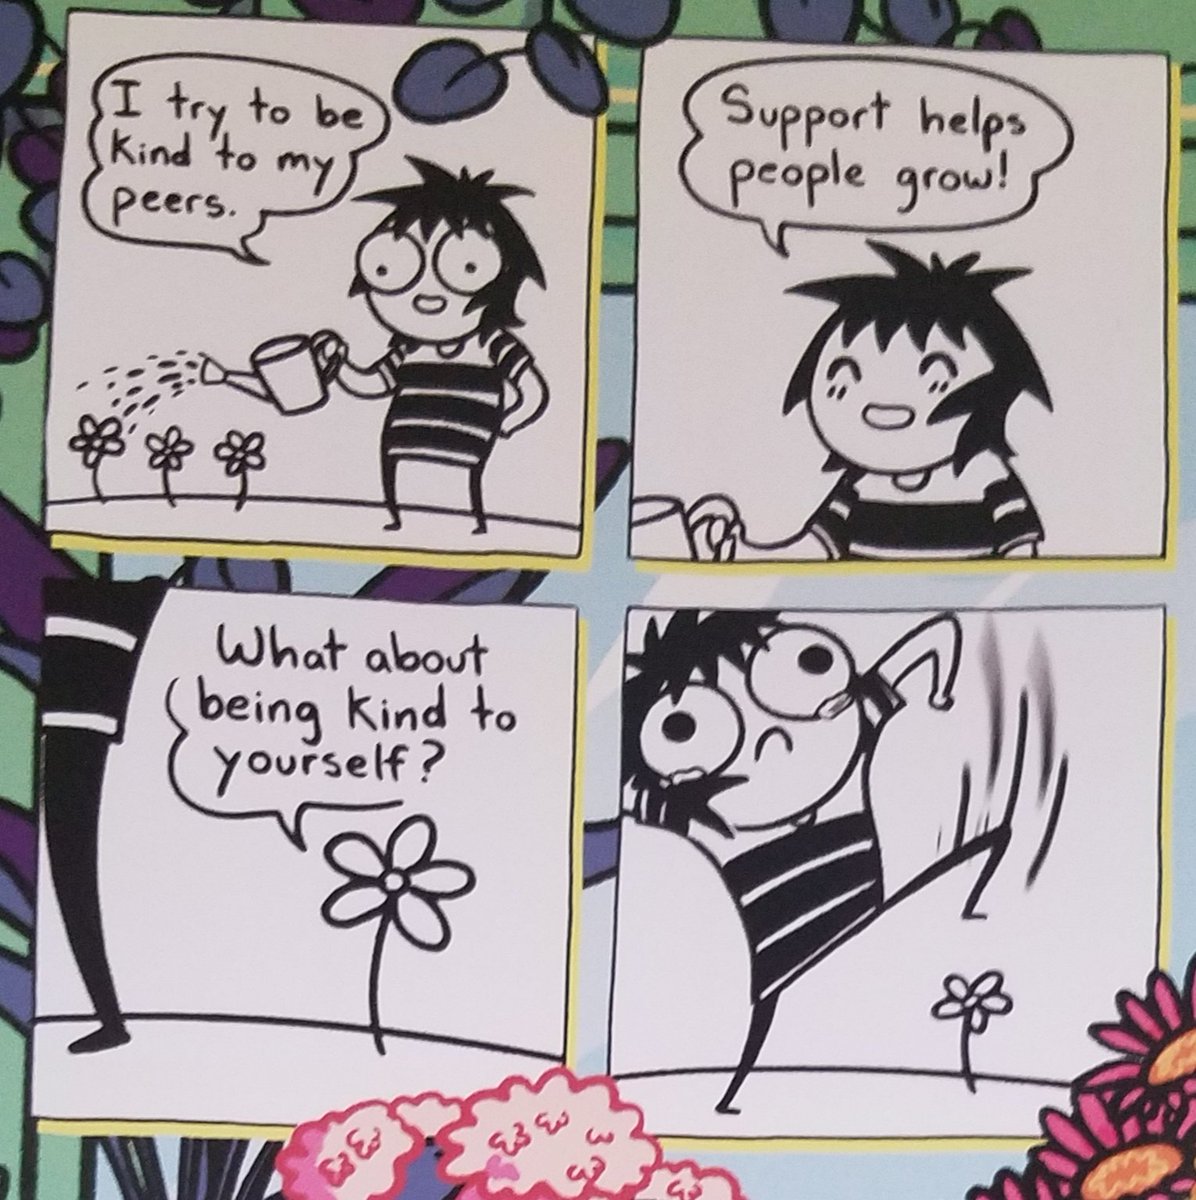 I try to be
kind to my
peers.
Support helps
people grow!
What about
being kind to
yourself?